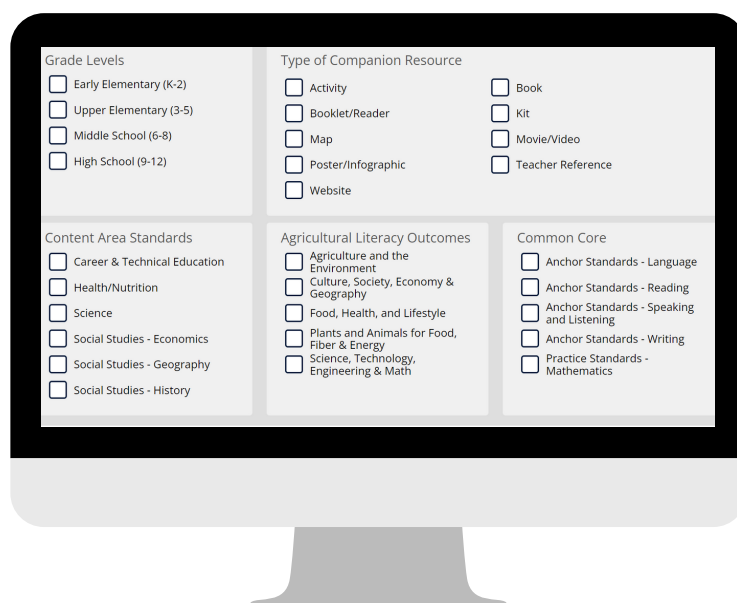 Grade Levels
Early Elementary (K-2)
Upper Elementary (3-5)
Middle School (6-8)
High School (9-12)
Type of Companion Resource
Activity
Booklet/Reader
Map
Poster/Infographic
Website
Book
Kit
Movie/Video
Teacher Reference
Content Area Standards
Career & Technical Education
Health/Nutrition
Science
Social Studies - Economics
Social Studies - Geography
Social Studies - History
Agricultural Literacy Outcomes
Agriculture and the
Environment
Culture, Society, Economy &
Geography
Food, Health, and Lifestyle
Plants and Animals for Food,
Fiber & Energy
Science, Technology,
Engineering & Math
Common Core
Anchor Standards - Language
Anchor Standards - Reading
Anchor Standards - Speaking
and Listening
Anchor Standards - Writing
Practice Standards -
Mathematics